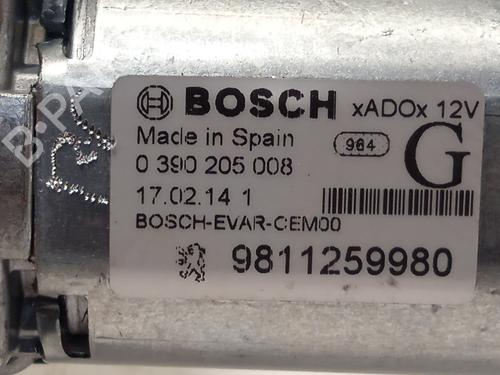 BOSCH xADOx 12V
Made in Spain 964 G
0 390 205 008
17.02.14 1
BOSCH-EVAR-CEM00
9811259980
B-PA